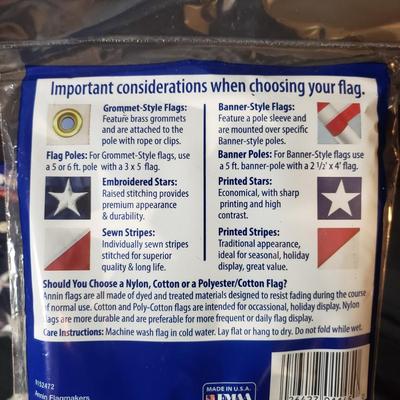 Important considerations when choosing your flag.
Grommet-Style Flags:
Feature brass grommets
and are attached to the
pole with rope or clips.
Flag Poles: For Grommet-Style flags, use
a 5 or 6 ft. pole with a 3 x 5 flag.
Embroidered Stars:
Raised stitching provides
premium appearance
& durability.
Sewn Stripes:
Individually sewn stripes
stitched for superior
quality & long life.
Banner-Style Flags:
Feature a pole sleeve and
are mounted over specific
Banner-Style poles.
Banner Poles: For Banner-Style flags use
a 5 ft. banner-pole with a 2 1/2' x 4' flag.
Printed Stars:
Economical, with sharp
printing and high
contrast.
Printed Stripes:
Traditional appearance,
ideal for seasonal, holiday
display, great value.
Should You Choose a Nylon, Cotton or a Polyester/Cotton Flag?
Annin flags are all made of dyed and treated materials designed to resist fading during the course
of normal use. Cotton and Poly-Cotton flags are intended for occassional, holiday display. Nylon
flags are more durable and are preferable for more frequent or daily flag display.
Care Instructions: Machine wash flag in cold water. Lay flat or hang to dry. Do not fold while wet.
#152472
Annin Flagmakers
MADE IN U.S.A.
FMAA